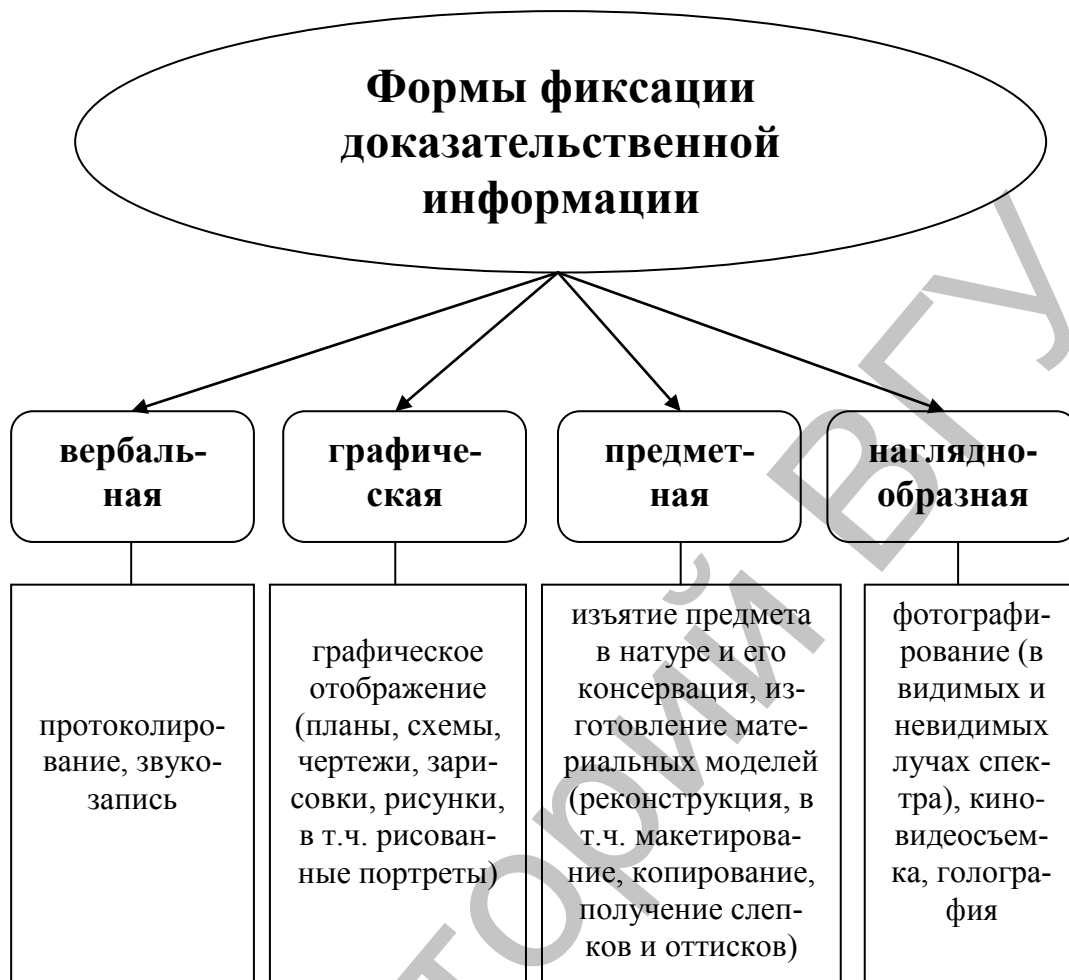 Формы фиксации
доказательственной
информации
вербаль-
ная
графиче-
ская
предмет-
ная
наглядно-
образная
протоколиро-
вание, звуко-
запись
графическое
отображение
(планы, схемы,
чертежи, зари-
совки, рисунки,
в т.ч. рисован-
ные портреты)
изъятие предмета
в натуре и его
консервация, из-
готовление мате-
риальных моделей
(реконструкция, в
т.ч. макетирова-
ние, копирование,
получение слеп-
ков и оттисков)
фотографи-
рование (в
видимых и
невидимых
лучах спек-
тра), кино-
видеосъем-
ка, гологра-
фия
торий ВГУ